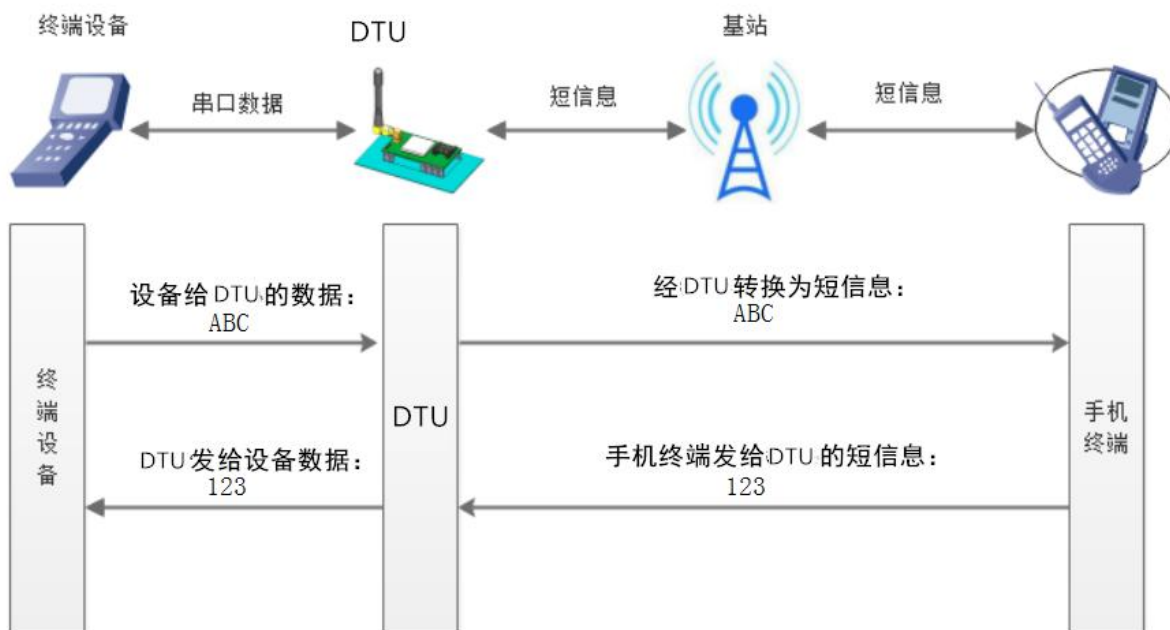 终端设备
DTU
基站
串口数据
短信息
短信息
设备给DTU的数据：
ABC
经DTU转换为短信息：
ABC
终端设备
DTU
手机终端
DTU发给设备数据：
123
手机终端发给DTU的短信息：
123